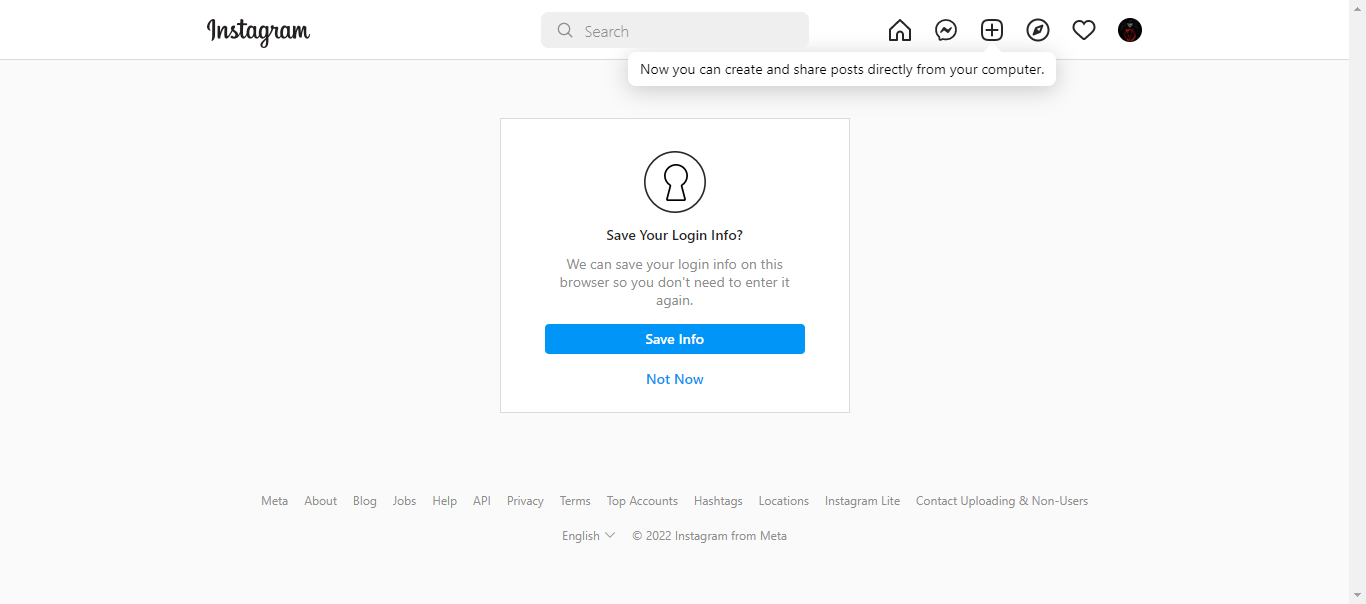 Instagram
Search
Now you can create and share posts directly from your computer.
Save Your Login Info?
We can save your login info on this
browser so you don't need to enter it
again.
Save Info
Not Now
Meta About Blog Jobs Help API Privacy Terms Top Accounts Hashtags Locations Instagram Lite Contact Uploading & Non-Users
English © 2022 Instagram from Meta